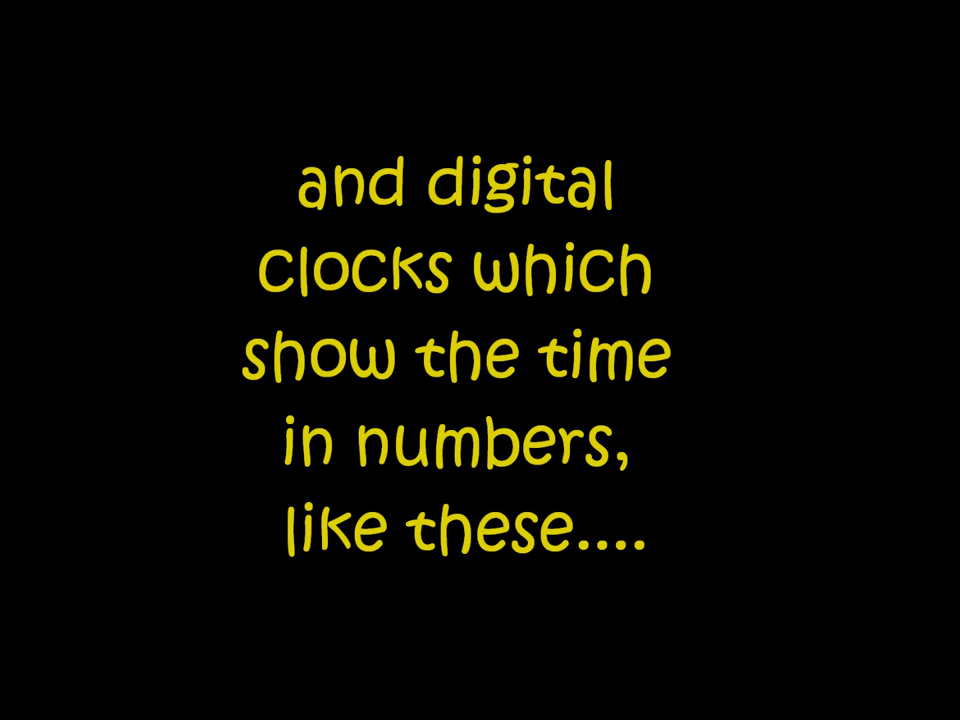 and digital
clocks which
show the time
in numbers,
like these....